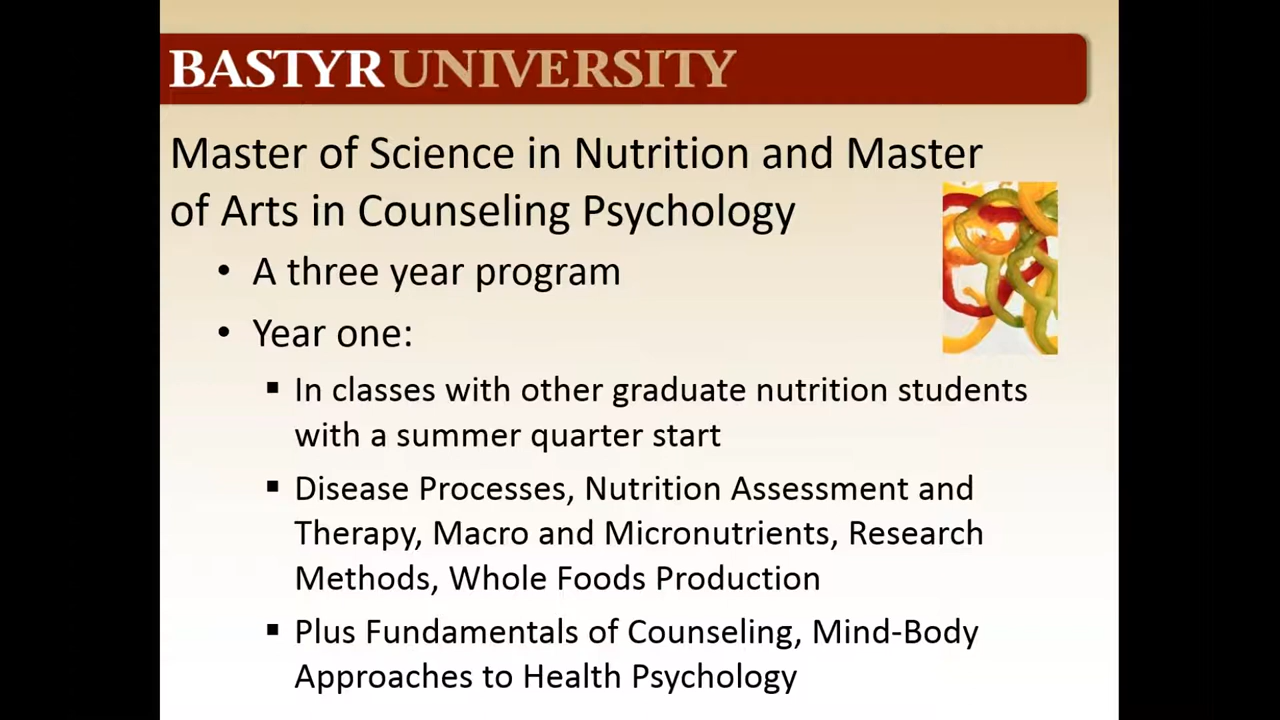 BASTYR UNIVERSITY
Master of Science in Nutrition and Master
of Arts in Counseling Psychology
• A three year program
• Year one:
▪ In classes with other graduate nutrition students
with a summer quarter start
▪ Disease Processes, Nutrition Assessment and
Therapy, Macro and Micronutrients, Research
Methods, Whole Foods Production
▪ Plus Fundamentals of Counseling, Mind-Body
Approaches to Health Psychology